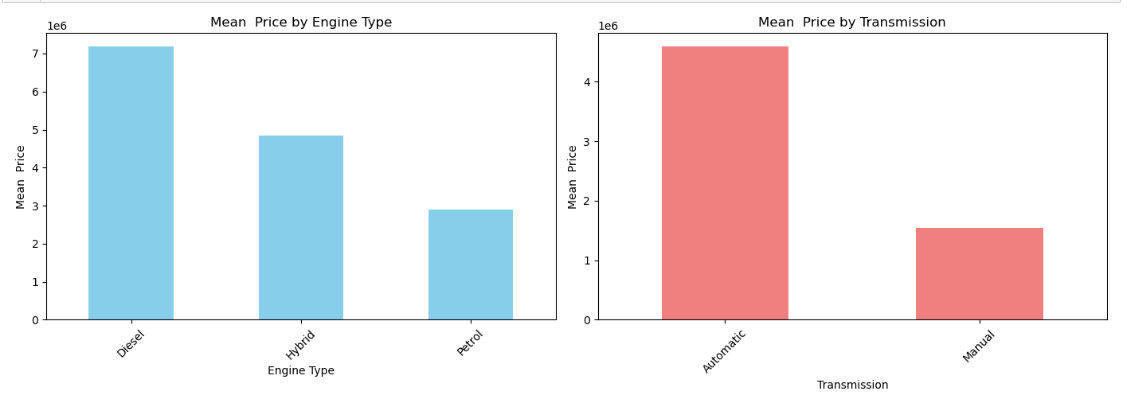 Mean  Price by Engine Type
1e6
7
6
5
4
3
2
1
0
Mean  Price
Diesel
Hybrid
Petrol
Engine Type
Mean  Price by Transmission
1e6
4
3
2
1
0
Mean  Price
Automatic
Manual
Transmission